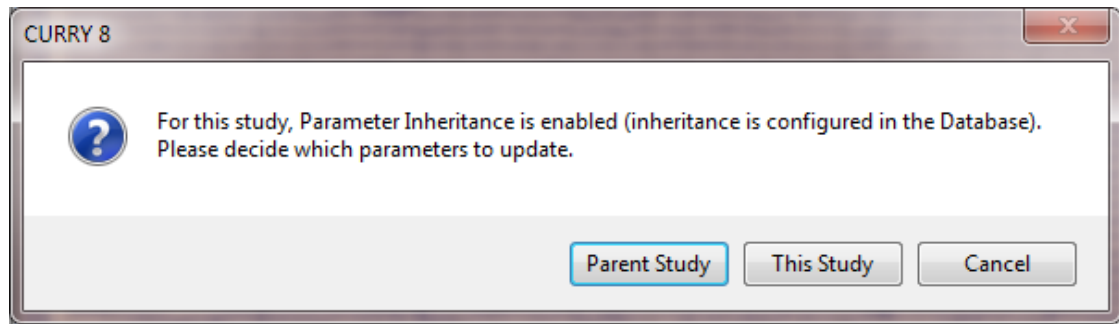 CURRY 8
For this study, Parameter Inheritance is enabled (inheritance is configured in the Database).
Please decide which parameters to update.
Parent Study
This Study
Cancel